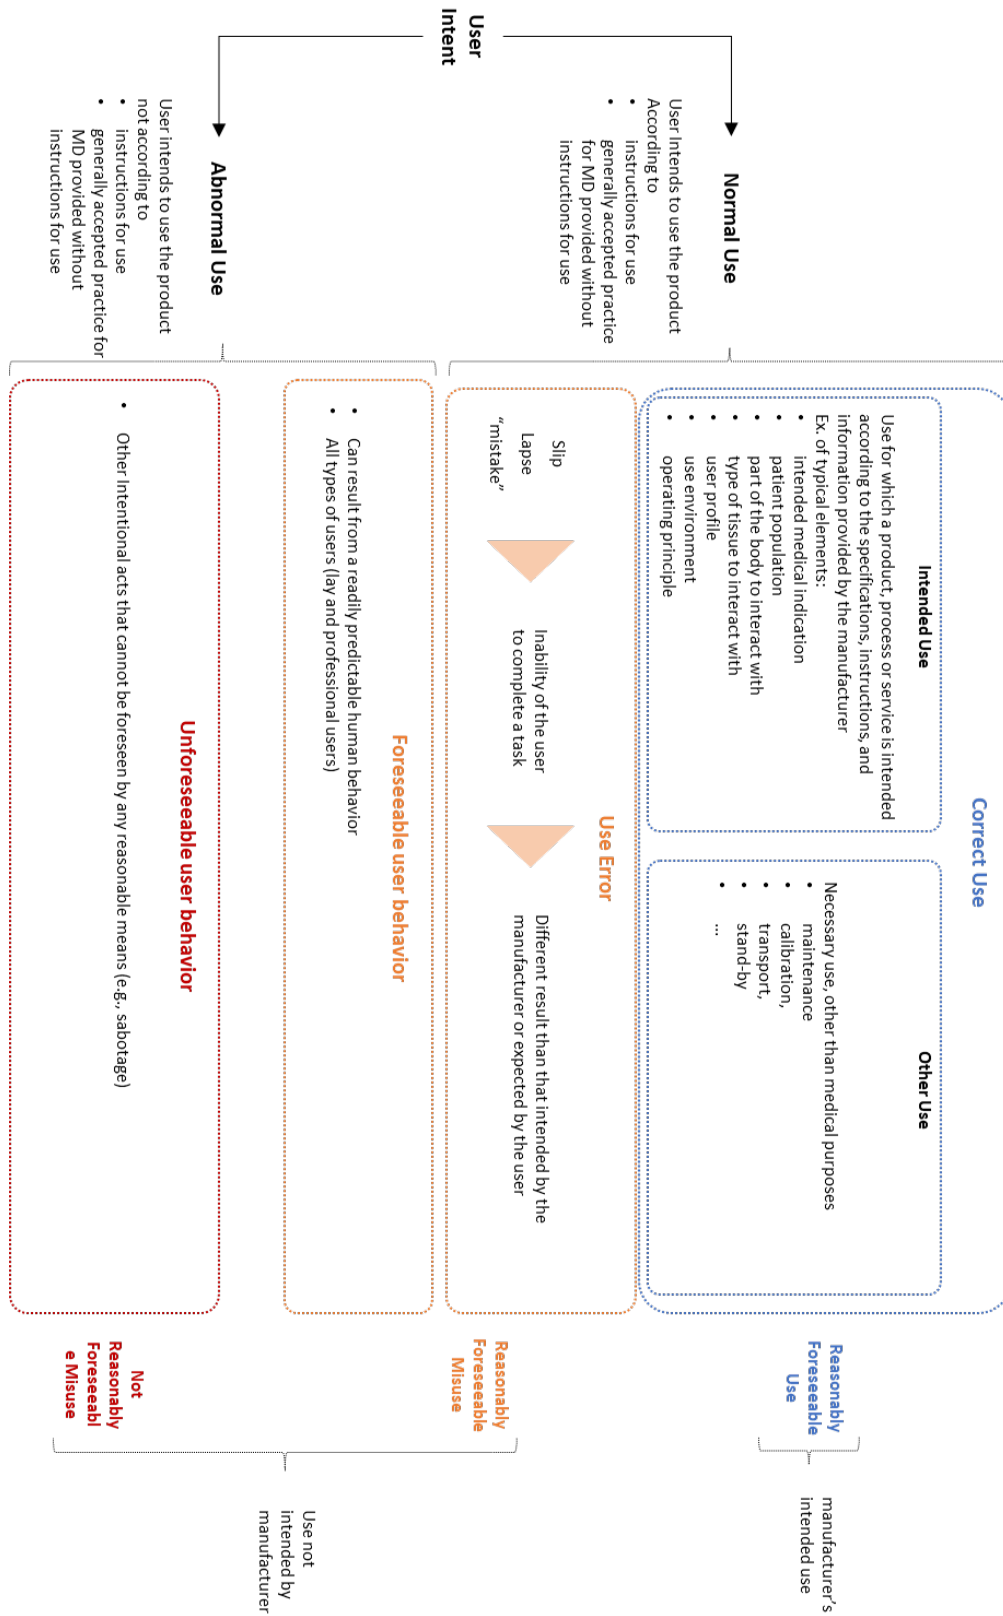 User
Intent
Normal Use
User Intends to use the product
According to
• instructions for use
• generally accepted practice
for MD provided without
instructions for use
Abnormal Use
User intends to use the product
not according to
• instructions for use
• generally accepted practice for
MD provided without
instructions for use
Correct Use
Intended Use
Use for which a product, process or service is intended
according to the specifications, instructions, and
information provided by the manufacturer
Ex. of typical elements:
• intended medical indication
• patient population
• part of the body to interact with
• type of tissue to interact with
• user profile
• use environment
• operating principle
Other Use
Necessary use, other than medical purposes
• maintenance
• calibration,
• transport,
• stand-by
• ...
Use Error
Slip
Lapse
“mistake”
Inability of the user
to complete a task
Different result than that intended by the
manufacturer or expected by the user
Foreseeable user behavior
• Can result from a readily predictable human behavior
• All types of users (lay and professional users)
Unforeseeable user behavior
• Other Intentional acts that cannot be foreseen by any reasonable means (e.g., sabotage)
Reasonably
Foreseeable
Use
Reasonably
Foreseeable
Misuse
Not
Reasonably
Foreseeabl
e Misuse
manufacturer’s
intended use
Use not
intended by
manufacturer